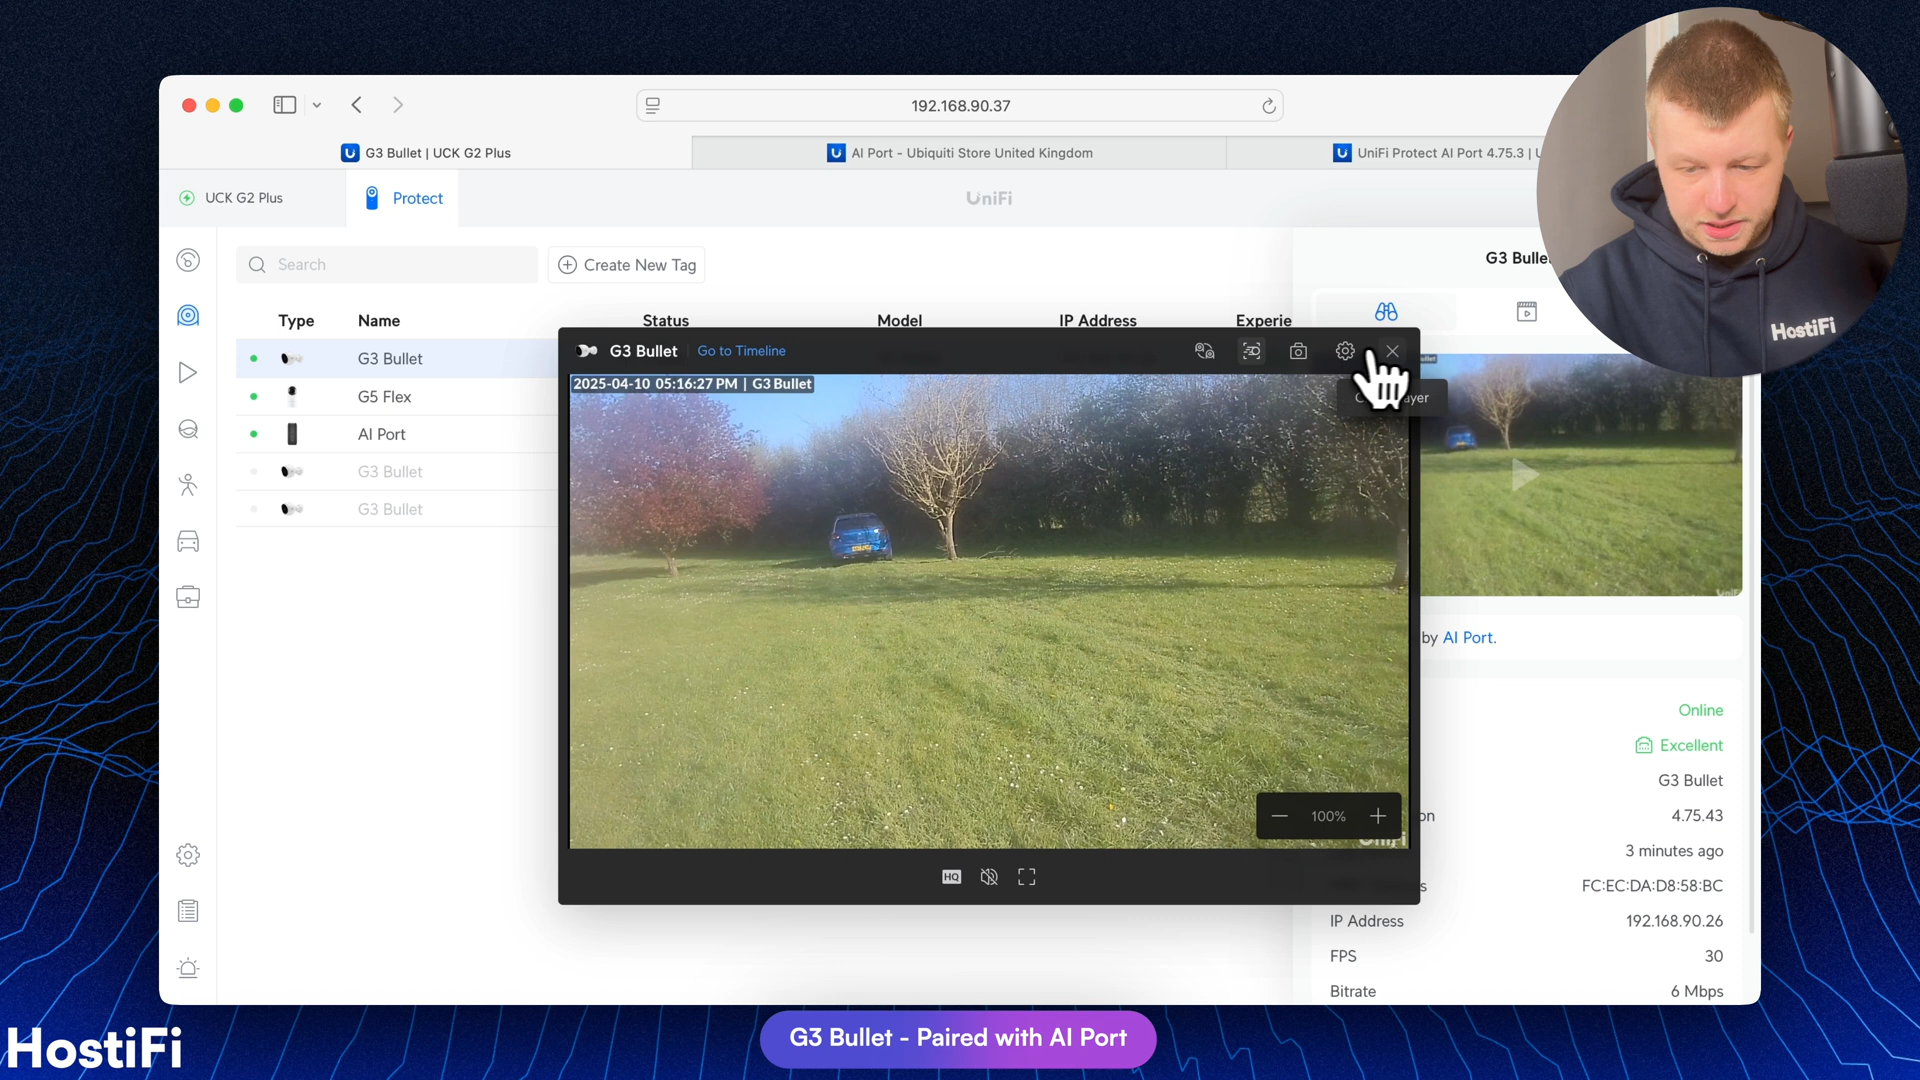 192.168.90.37
G3 Bullet | UCK G2 Plus
AI Port - Ubiquiti Store United Kingdom
UniFi Protect AI Port 4.75.3 |
UCK G2 Plus
Protect
UniFi
Search
Create New Tag
Type Name Status Model IP Address Experie
G3 Bullet
G5 Flex
AI Port
G3 Bullet
G3 Bullet
G3 Bullet Go to Timeline
2025-04-10 05:16:27 PM | G3 Bullet
100%
HQ
by AI Port.
Online
Excellent
G3 Bullet
4.75.43
3 minutes ago
FC:EC:DA:D8:58:BC
IP Address 192.168.90.26
FPS 30
Bitrate 6 Mbps
HostiFi
HostiFi
G3 Bullet - Paired with AI Port